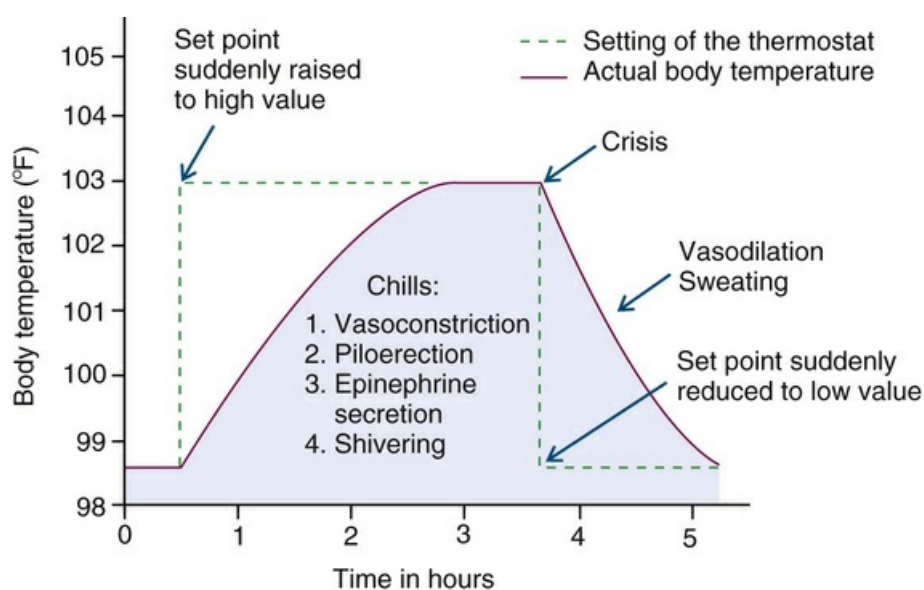 Set point
suddenly raised
to high value
Setting of the thermostat
Actual body temperature
Crisis
Vasodilation
Sweating
Set point suddenly
reduced to low value
Chills:
1. Vasoconstriction
2. Piloerection
3. Epinephrine
secretion
4. Shivering
Body temperature (°F)
105
104
103
102
101
100
99
98
0 1 2 3 4 5
Time in hours